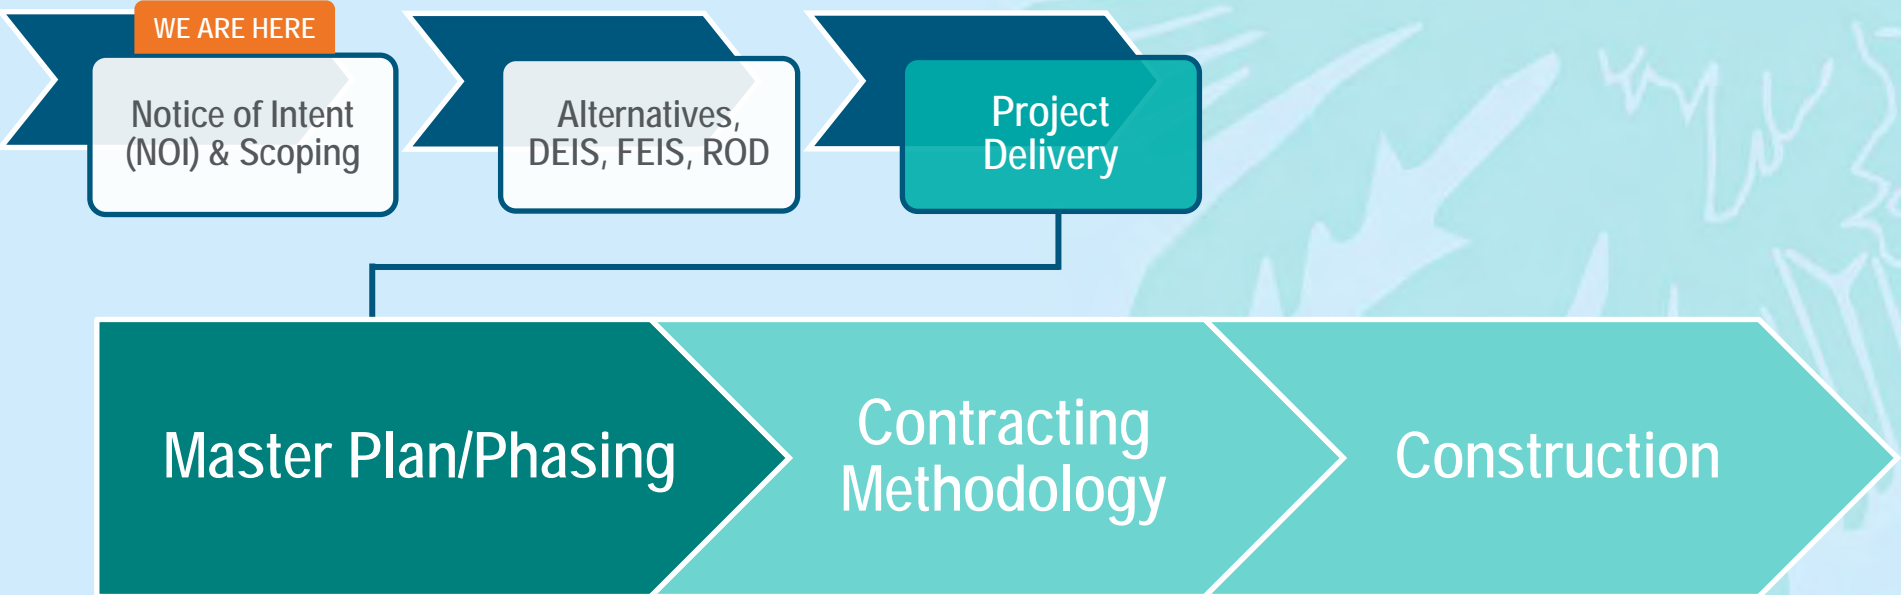 WE ARE HERE
Notice of Intent
(NOI) & Scoping
Alternatives,
DEIS, FEIS, ROD
Project
Delivery
Master Plan/Phasing
Contracting
Methodology
Construction